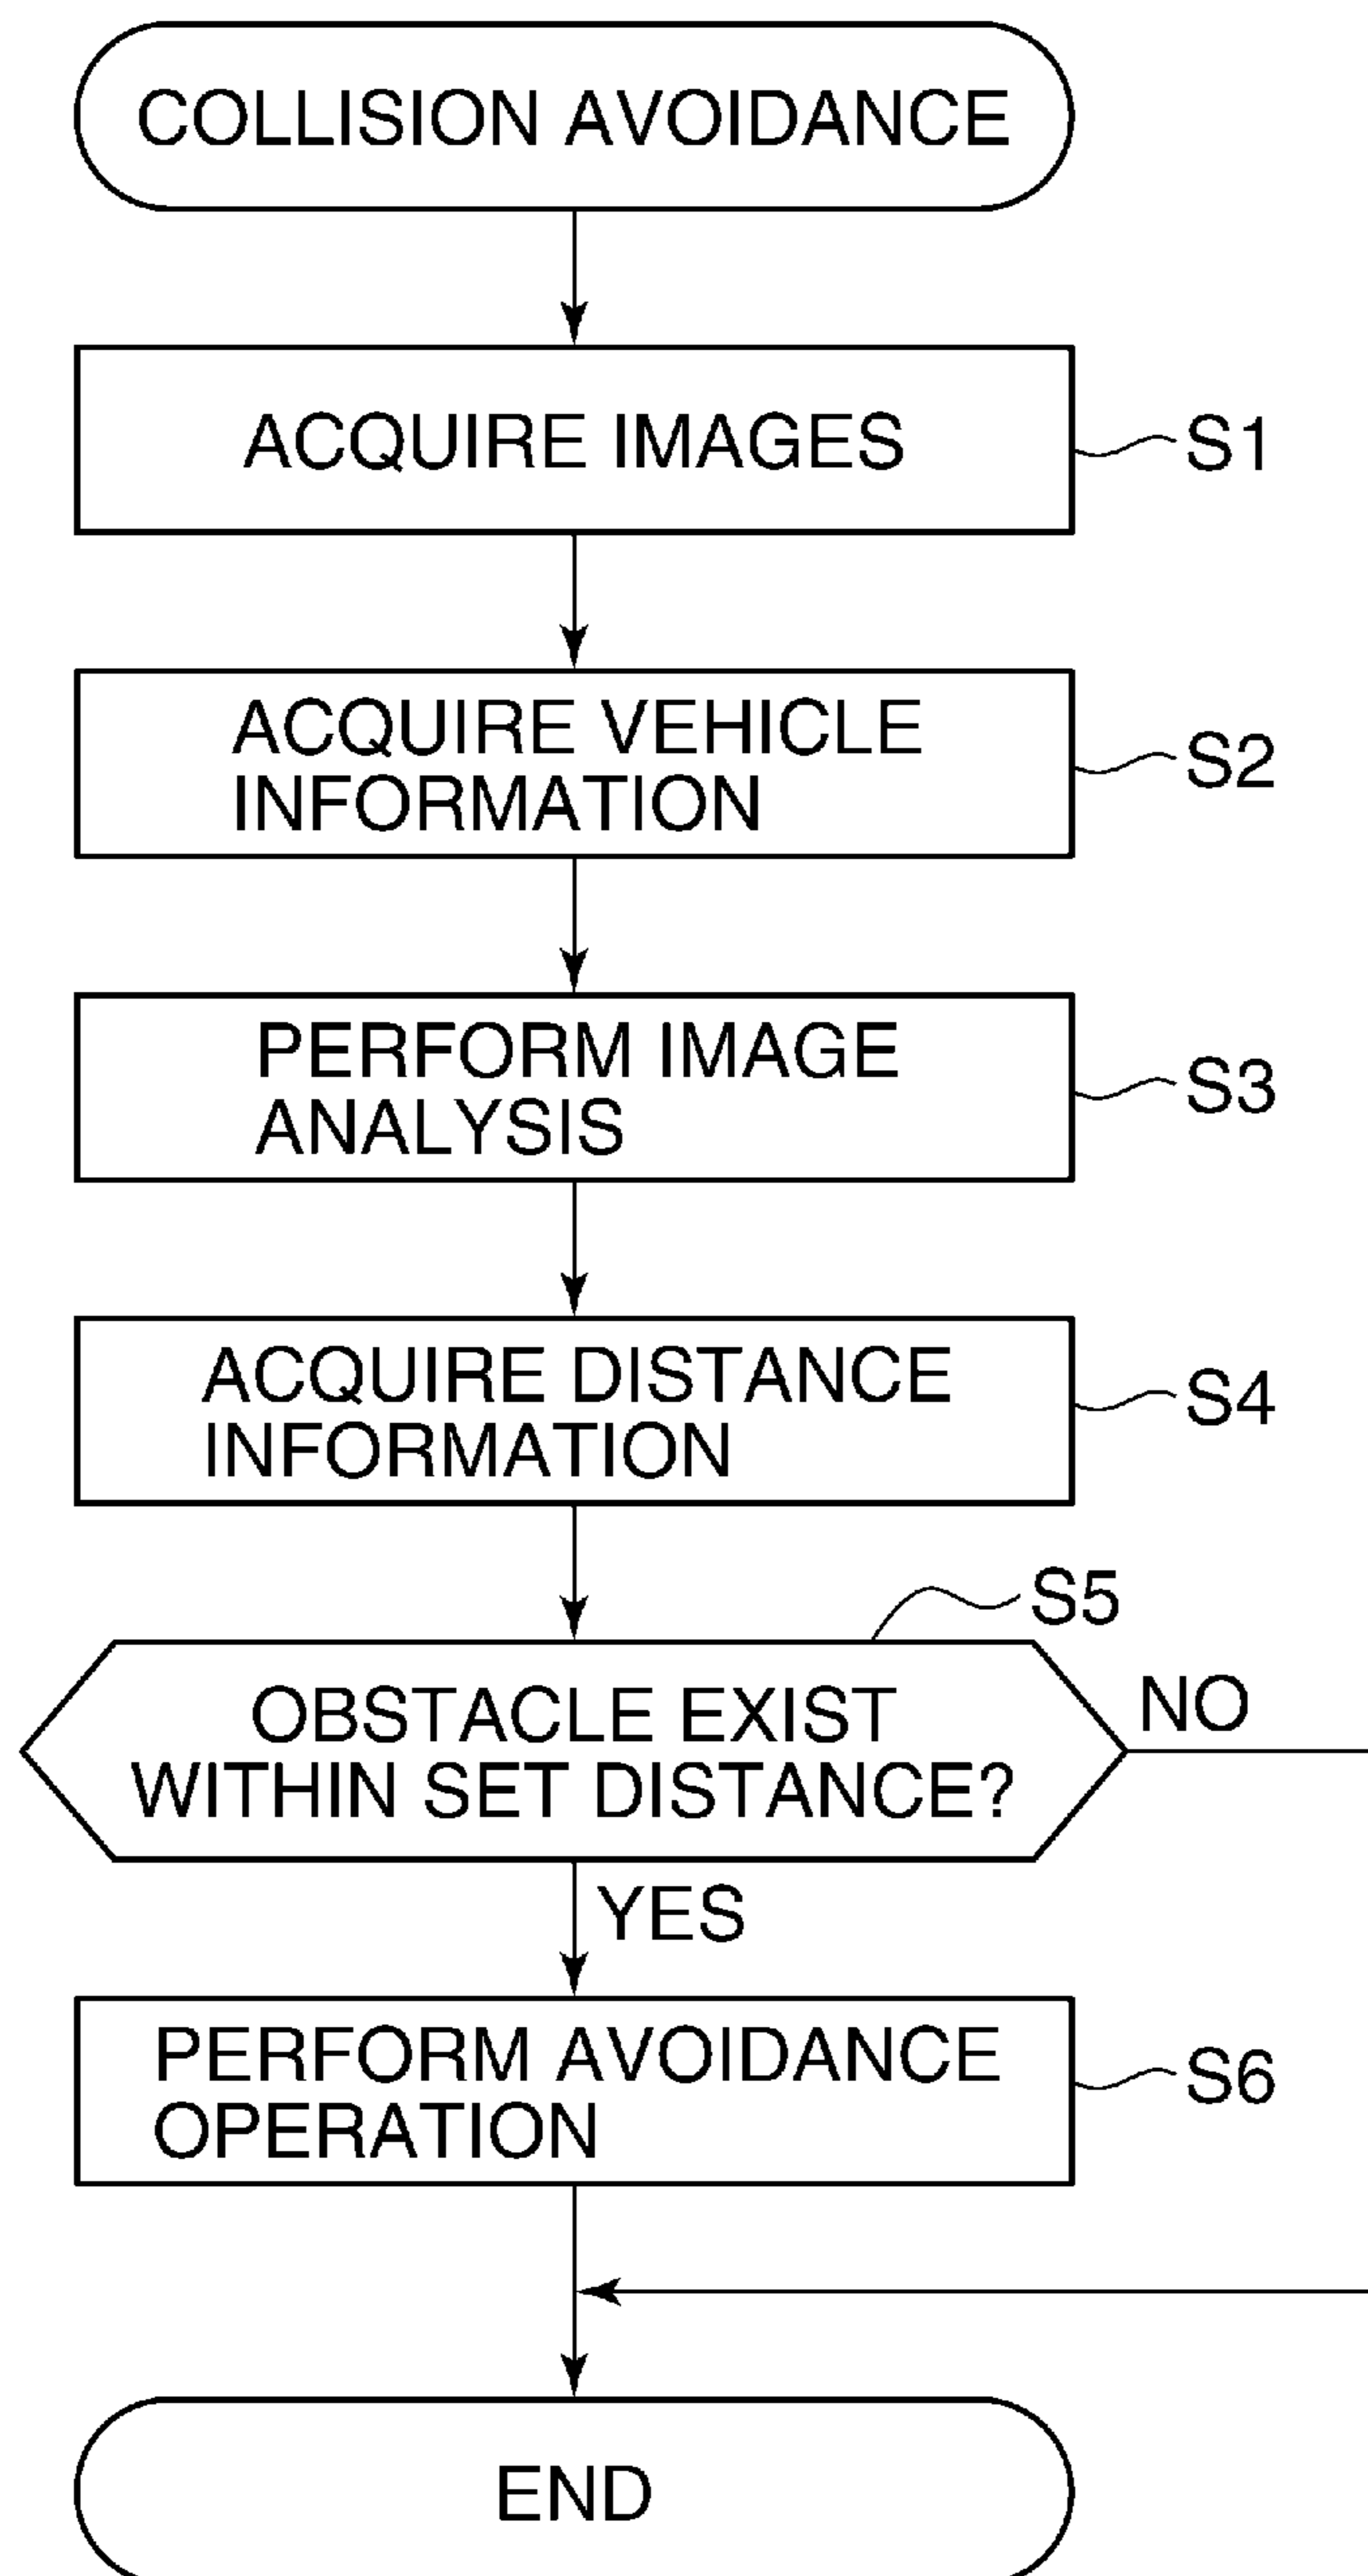 COLLISION AVOIDANCE
ACQUIRE IMAGES
S1
ACQUIRE VEHICLE
INFORMATION
S2
PERFORM IMAGE
ANALYSIS
S3
ACQUIRE DISTANCE
INFORMATION
S4
S5
OBSTACLE EXIST
WITHIN SET DISTANCE?
NO
YES
PERFORM AVOIDANCE
OPERATION
S6
END